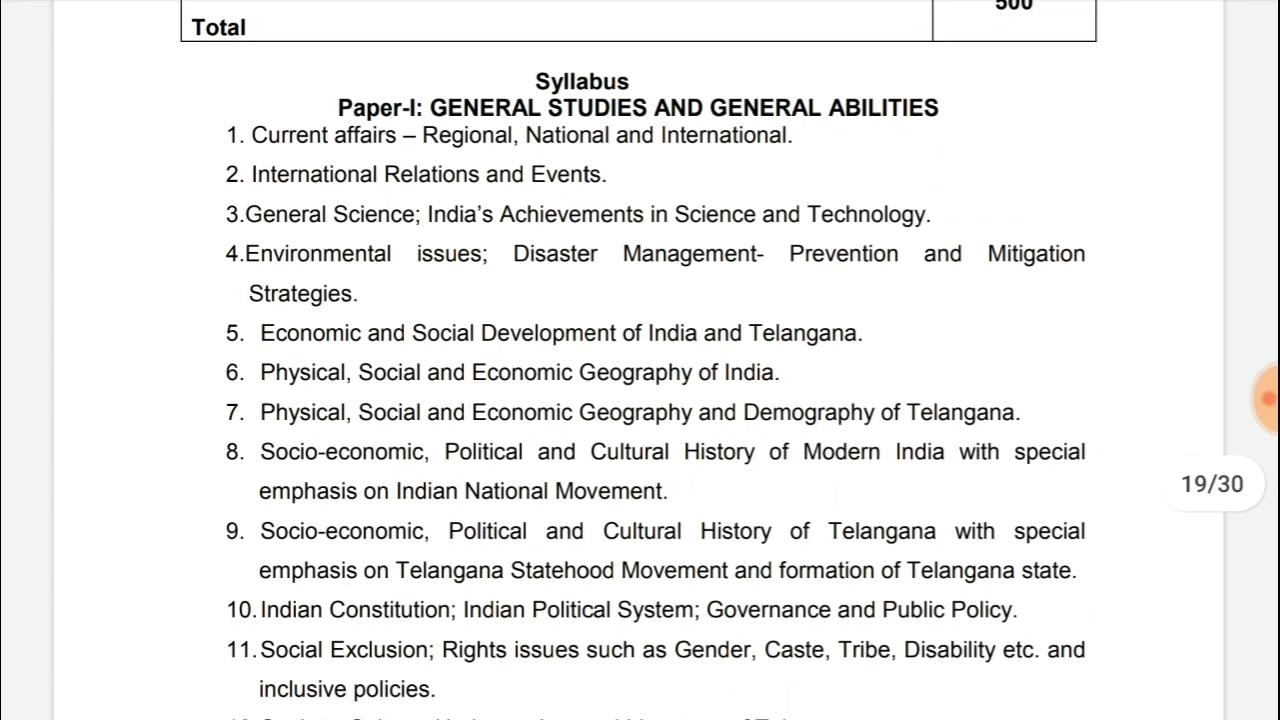 500
Total
Syllabus
Paper-I: GENERAL STUDIES AND GENERAL ABILITIES
1. Current affairs – Regional, National and International.
2. International Relations and Events.
3.General Science; India’s Achievements in Science and Technology.
4.Environmental issues; Disaster Management- Prevention and Mitigation
Strategies.
5. Economic and Social Development of India and Telangana.
6. Physical, Social and Economic Geography of India.
7. Physical, Social and Economic Geography and Demography of Telangana.
8. Socio-economic, Political and Cultural History of Modern India with special
emphasis on Indian National Movement.
19/30
9. Socio-economic, Political and Cultural History of Telangana with special
emphasis on Telangana Statehood Movement and formation of Telangana state.
10. Indian Constitution; Indian Political System; Governance and Public Policy.
11. Social Exclusion; Rights issues such as Gender, Caste, Tribe, Disability etc. and
inclusive policies.